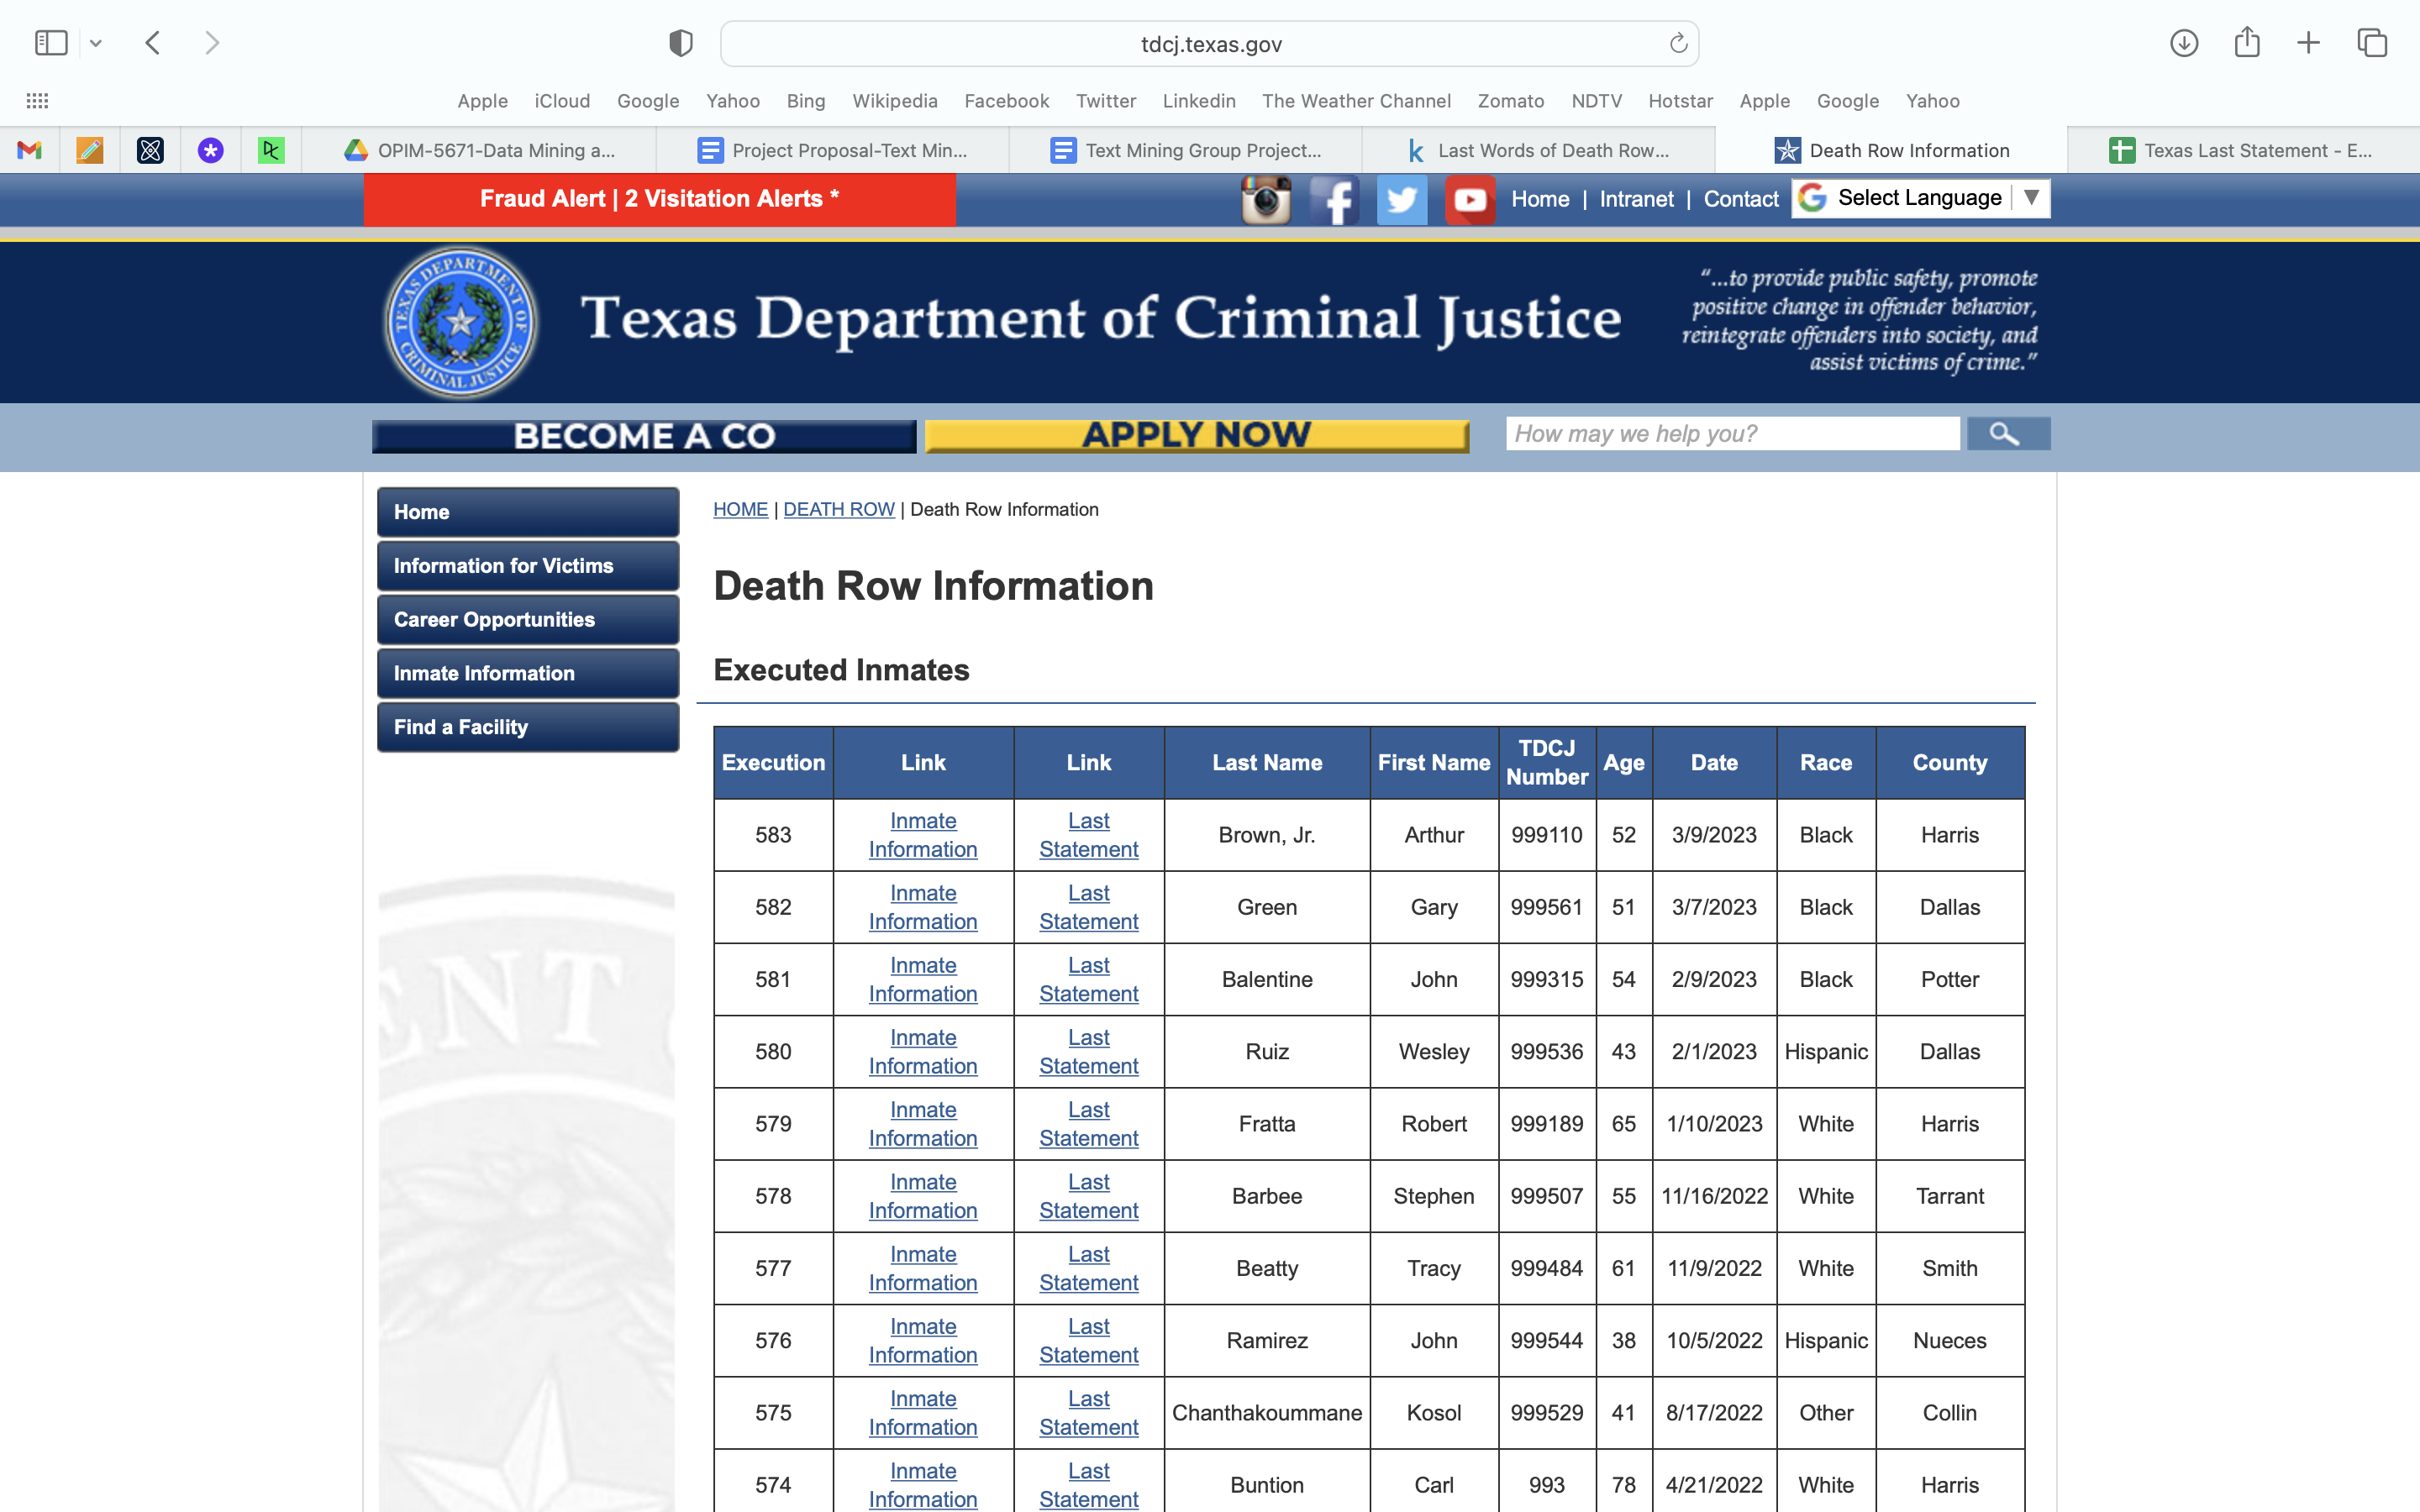 tdcj.texas.gov
Apple iCloud Google Yahoo Bing Wikipedia Facebook Twitter Linkedin The Weather Channel Zomato NDTV Hotstar Apple Google Yahoo
OPIM-5671-Data Mining a... Project Proposal-Text Min... Text Mining Group Project... Last Words of Death Row... Death Row Information Texas Last Statement - E...
Fraud Alert | 2 Visitation Alerts * Home | Intranet | Contact Select Language ▼
TEXAS DEPARTMENT OF CRIMINAL JUSTICE
Texas Department of Criminal Justice
“...to provide public safety, promote
positive change in offender behavior,
reintegrate offenders into society, and
assist victims of crime.”
BECOME A CO APPLY NOW How may we help you?
Home
Information for Victims
Career Opportunities
Inmate Information
Find a Facility
HOME | DEATH ROW | Death Row Information
Death Row Information
Executed Inmates
Execution Link Link Last Name First Name TDCJ Number Age Date Race County
583 Inmate Information Last Statement Brown, Jr. Arthur 999110 52 3/9/2023 Black Harris
582 Inmate Information Last Statement Green Gary 999561 51 3/7/2023 Black Dallas
581 Inmate Information Last Statement Balentine John 999315 54 2/9/2023 Black Potter
580 Inmate Information Last Statement Ruiz Wesley 999536 43 2/1/2023 Hispanic Dallas
579 Inmate Information Last Statement Fratta Robert 999189 65 1/10/2023 White Harris
578 Inmate Information Last Statement Barbee Stephen 999507 55 11/16/2022 White Tarrant
577 Inmate Information Last Statement Beatty Tracy 999484 61 11/9/2022 White Smith
576 Inmate Information Last Statement Ramirez John 999544 38 10/5/2022 Hispanic Nueces
575 Inmate Information Last Statement Chanthakoummane Kosol 999529 41 8/17/2022 Other Collin
574 Inmate Information Last Statement Buntion Carl 993 78 4/21/2022 White Harris
ENT